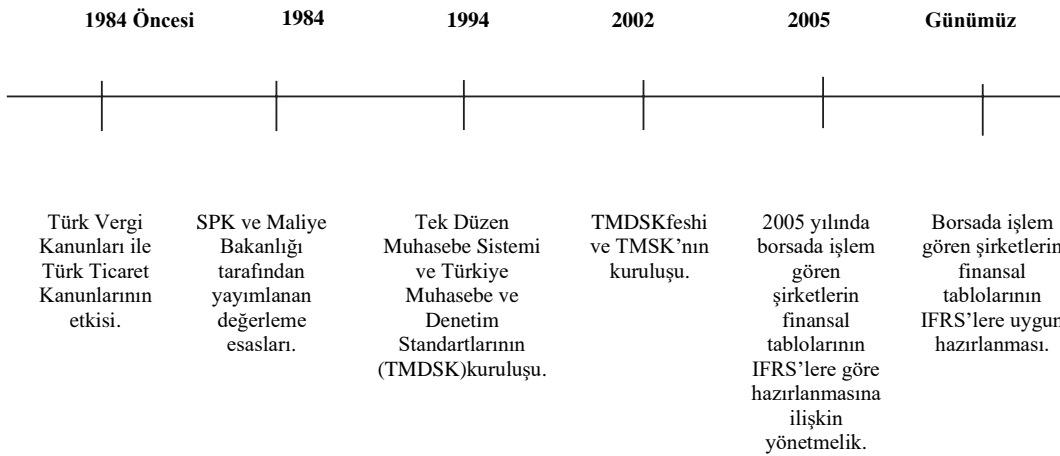 1984 Öncesi
1984
1994
2002
2005
Günümüz
Türk Vergi
Kanunları ile
Türk Ticaret
Kanunlarının
etkisi.
SPK ve Maliye
Bakanlığı
tarafından
yayımlanan
değerleme
esasları.
Tek Düzen
Muhasebe Sistemi
ve Türkiye
Muhasebe ve
Denetim
Standartlarının
(TMDSK)kuruluşu.
TMDSKfeshi
ve TMSK’nın
kuruluşu.
2005 yılında
borsada işlem
gören
şirketlerin
finansal
tablolarının
IFRS’lere göre
hazırlanmasına
ilişkin
yönetmelik.
Borsada işlem
gören şirketlerin
finansal
tablolarının
IFRS’lere uygun
hazırlanması.